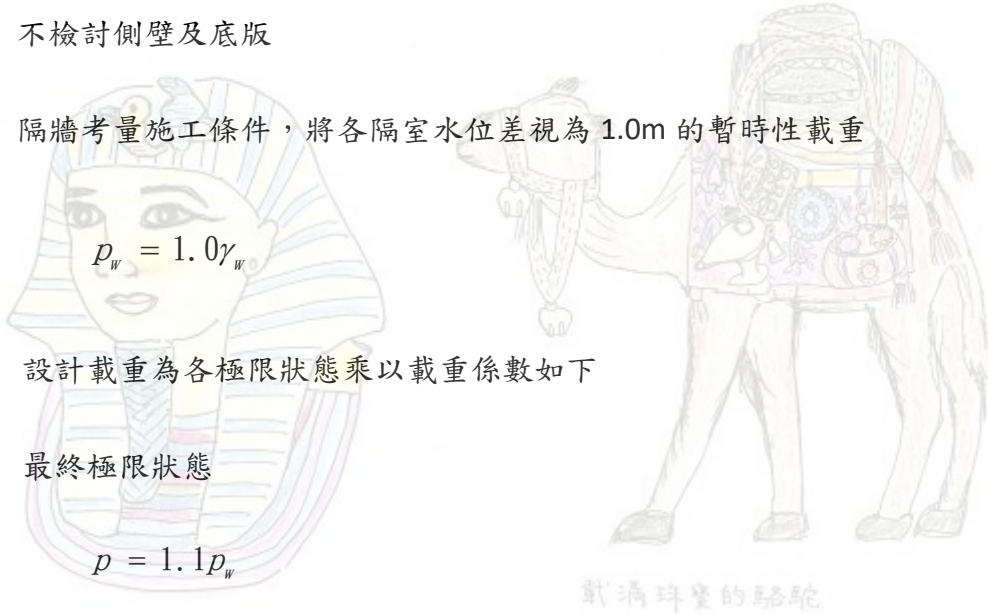 不檢討側壁及底版
隔牆考量施工條件，將各隔室水位差視為 1.0m 的暫時性載重
p_w = 1.0γ_w
設計載重為各極限狀態乘以載重係數如下
最終極限狀態
p = 1.1p_w
載滿珠寶的駱駝